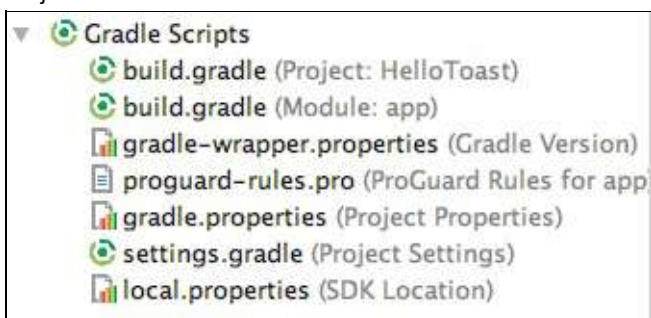 Gradle Scripts
build.gradle (Project: HelloToast)
build.gradle (Module: app)
gradle-wrapper.properties (Gradle Version)
proguard-rules.pro (ProGuard Rules for app
gradle.properties (Project Properties)
settings.gradle (Project Settings)
local.properties (SDK Location)